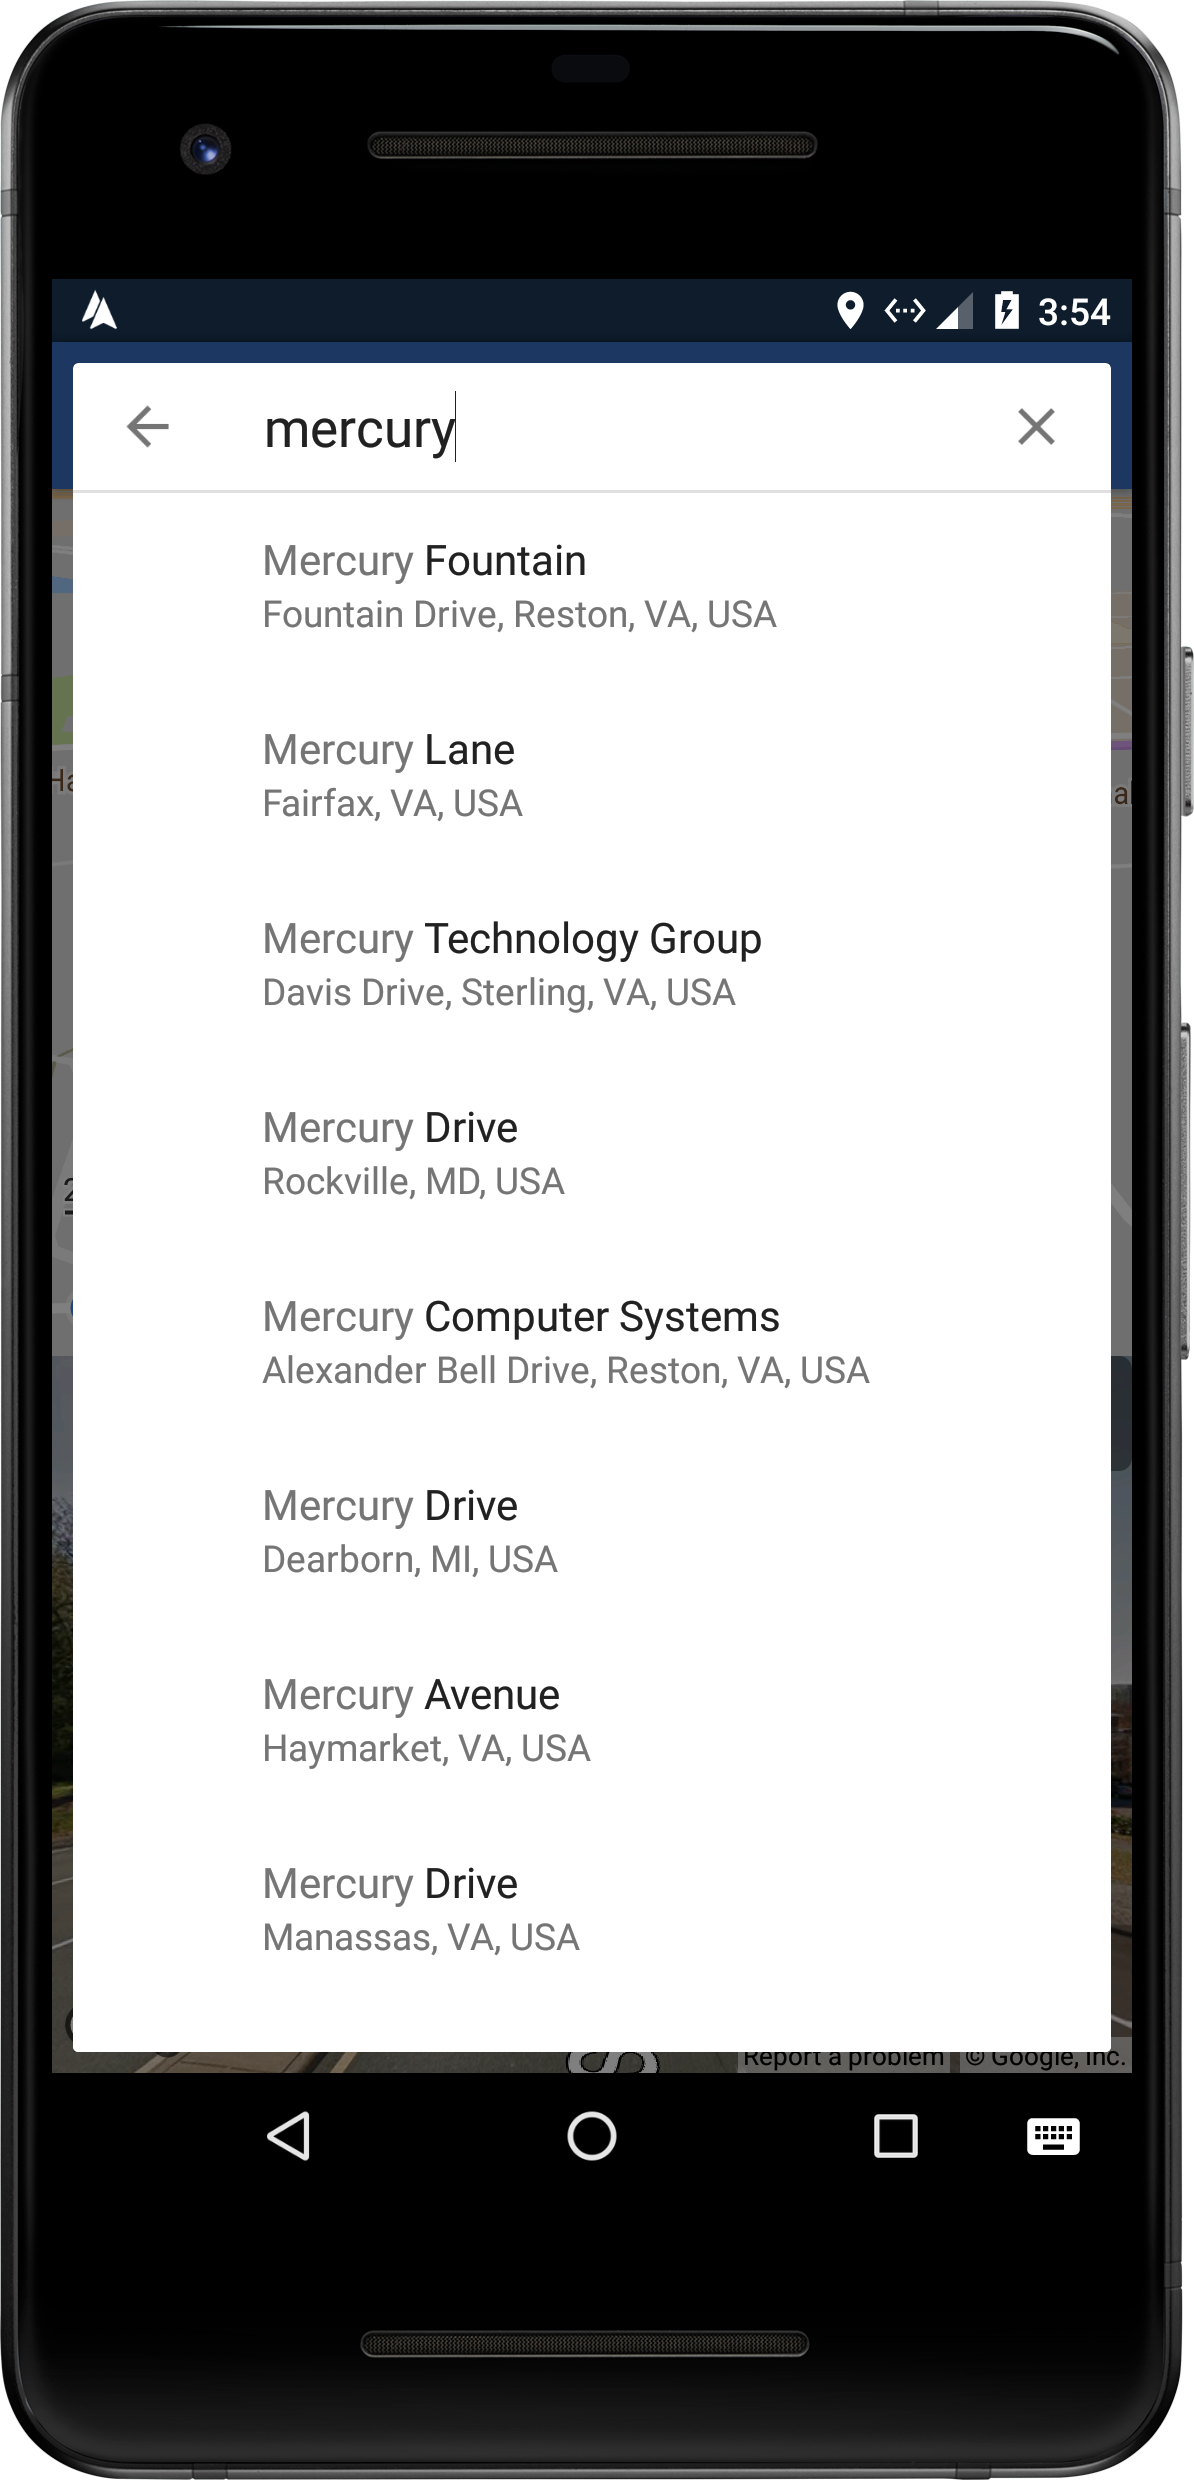 3:54
mercury
Mercury Fountain
Fountain Drive, Reston, VA, USA
Mercury Lane
Fairfax, VA, USA
Mercury Technology Group
Davis Drive, Sterling, VA, USA
Mercury Drive
Rockville, MD, USA
Mercury Computer Systems
Alexander Bell Drive, Reston, VA, USA
Mercury Drive
Dearborn, MI, USA
Mercury Avenue
Haymarket, VA, USA
Mercury Drive
Manassas, VA, USA
Report a problem © Google, Inc.